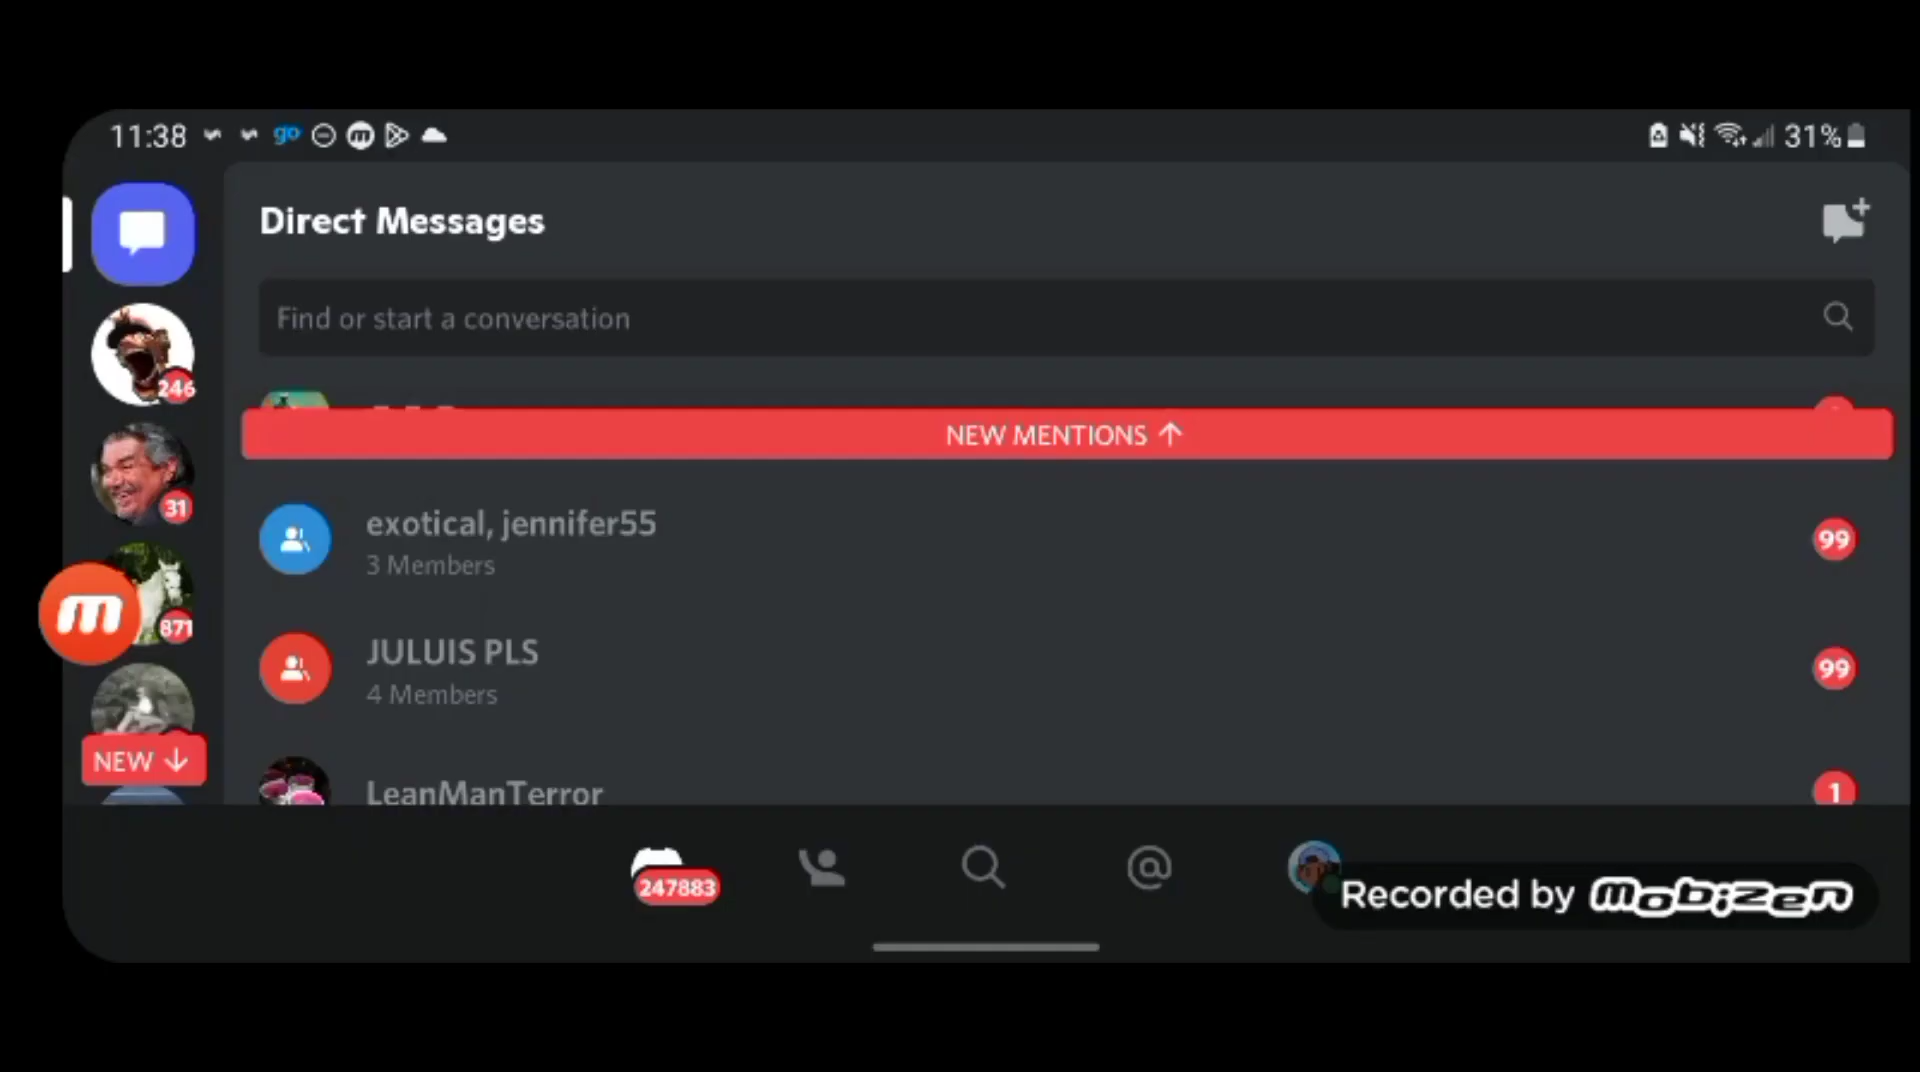 11:38 go m 31%
Direct Messages
Find or start a conversation
NEW MENTIONS ↑
exotical, jennifer55
3 Members
99
JULUIS PLS
4 Members
99
LeanManTerror
1
246
31
m
871
NEW ↓
247883
@
Recorded by mobizen